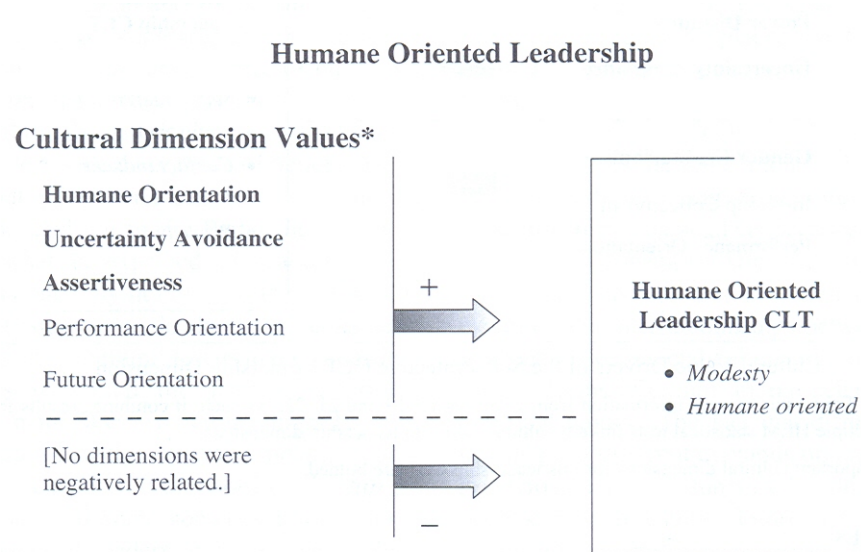 Humane Oriented Leadership
Cultural Dimension Values*
Humane Orientation
Uncertainty Avoidance
Assertiveness
Performance Orientation
Future Orientation
+
[No dimensions were
negatively related.]
–
Humane Oriented
Leadership CLT
• Modesty
• Humane oriented